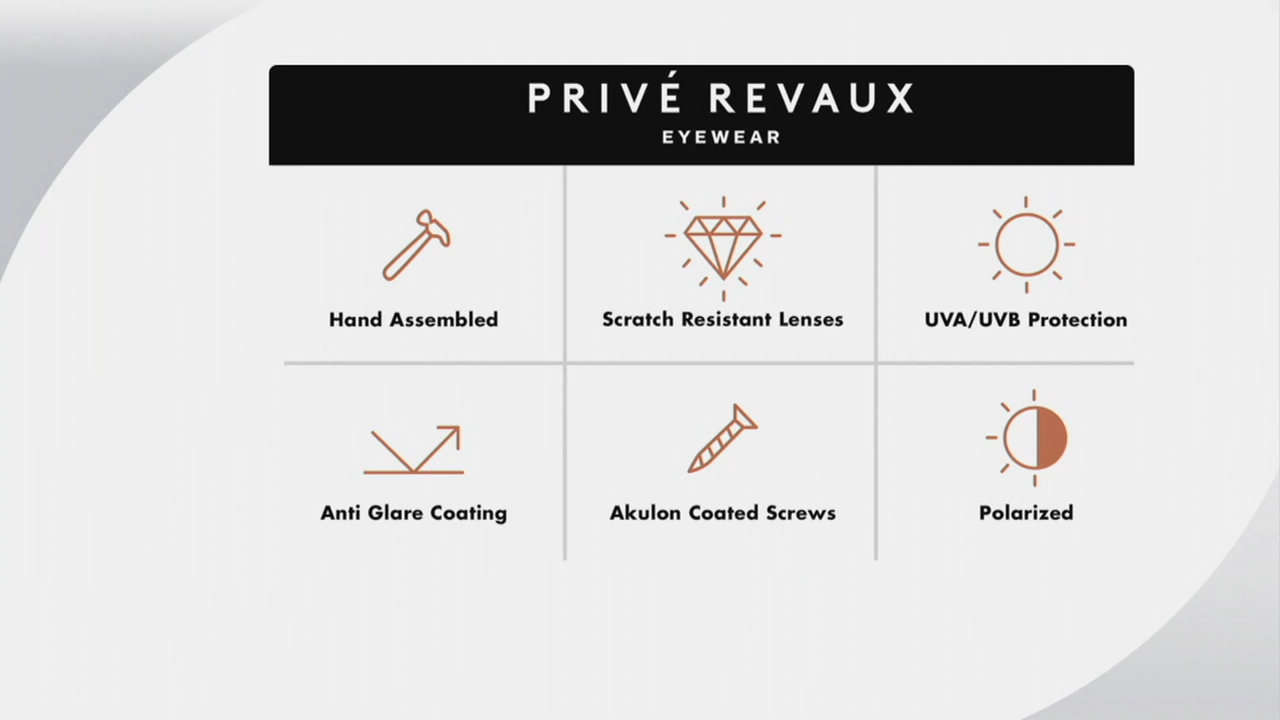 PRIVÉ REVAUX
EYEWEAR
Hand Assembled
Scratch Resistant Lenses
UVA/UVB Protection
Anti Glare Coating
Akulon Coated Screws
Polarized